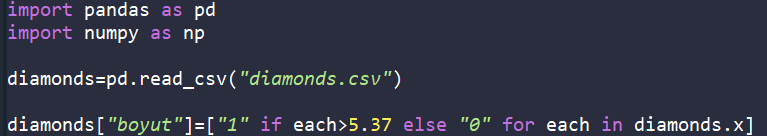 import pandas as pd
import numpy as np
diamonds=pd.read_csv("diamonds.csv")
diamonds["boyut"]=["1" if each>5.37 else "0" for each in diamonds.x]